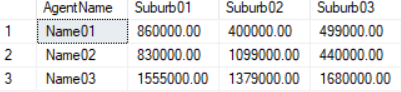 AgentName Suburb01 Suburb02 Suburb03
1 Name01 860000.00 400000.00 499000.00
2 Name02 830000.00 1099000.00 440000.00
3 Name03 1555000.00 1379000.00 1680000.00